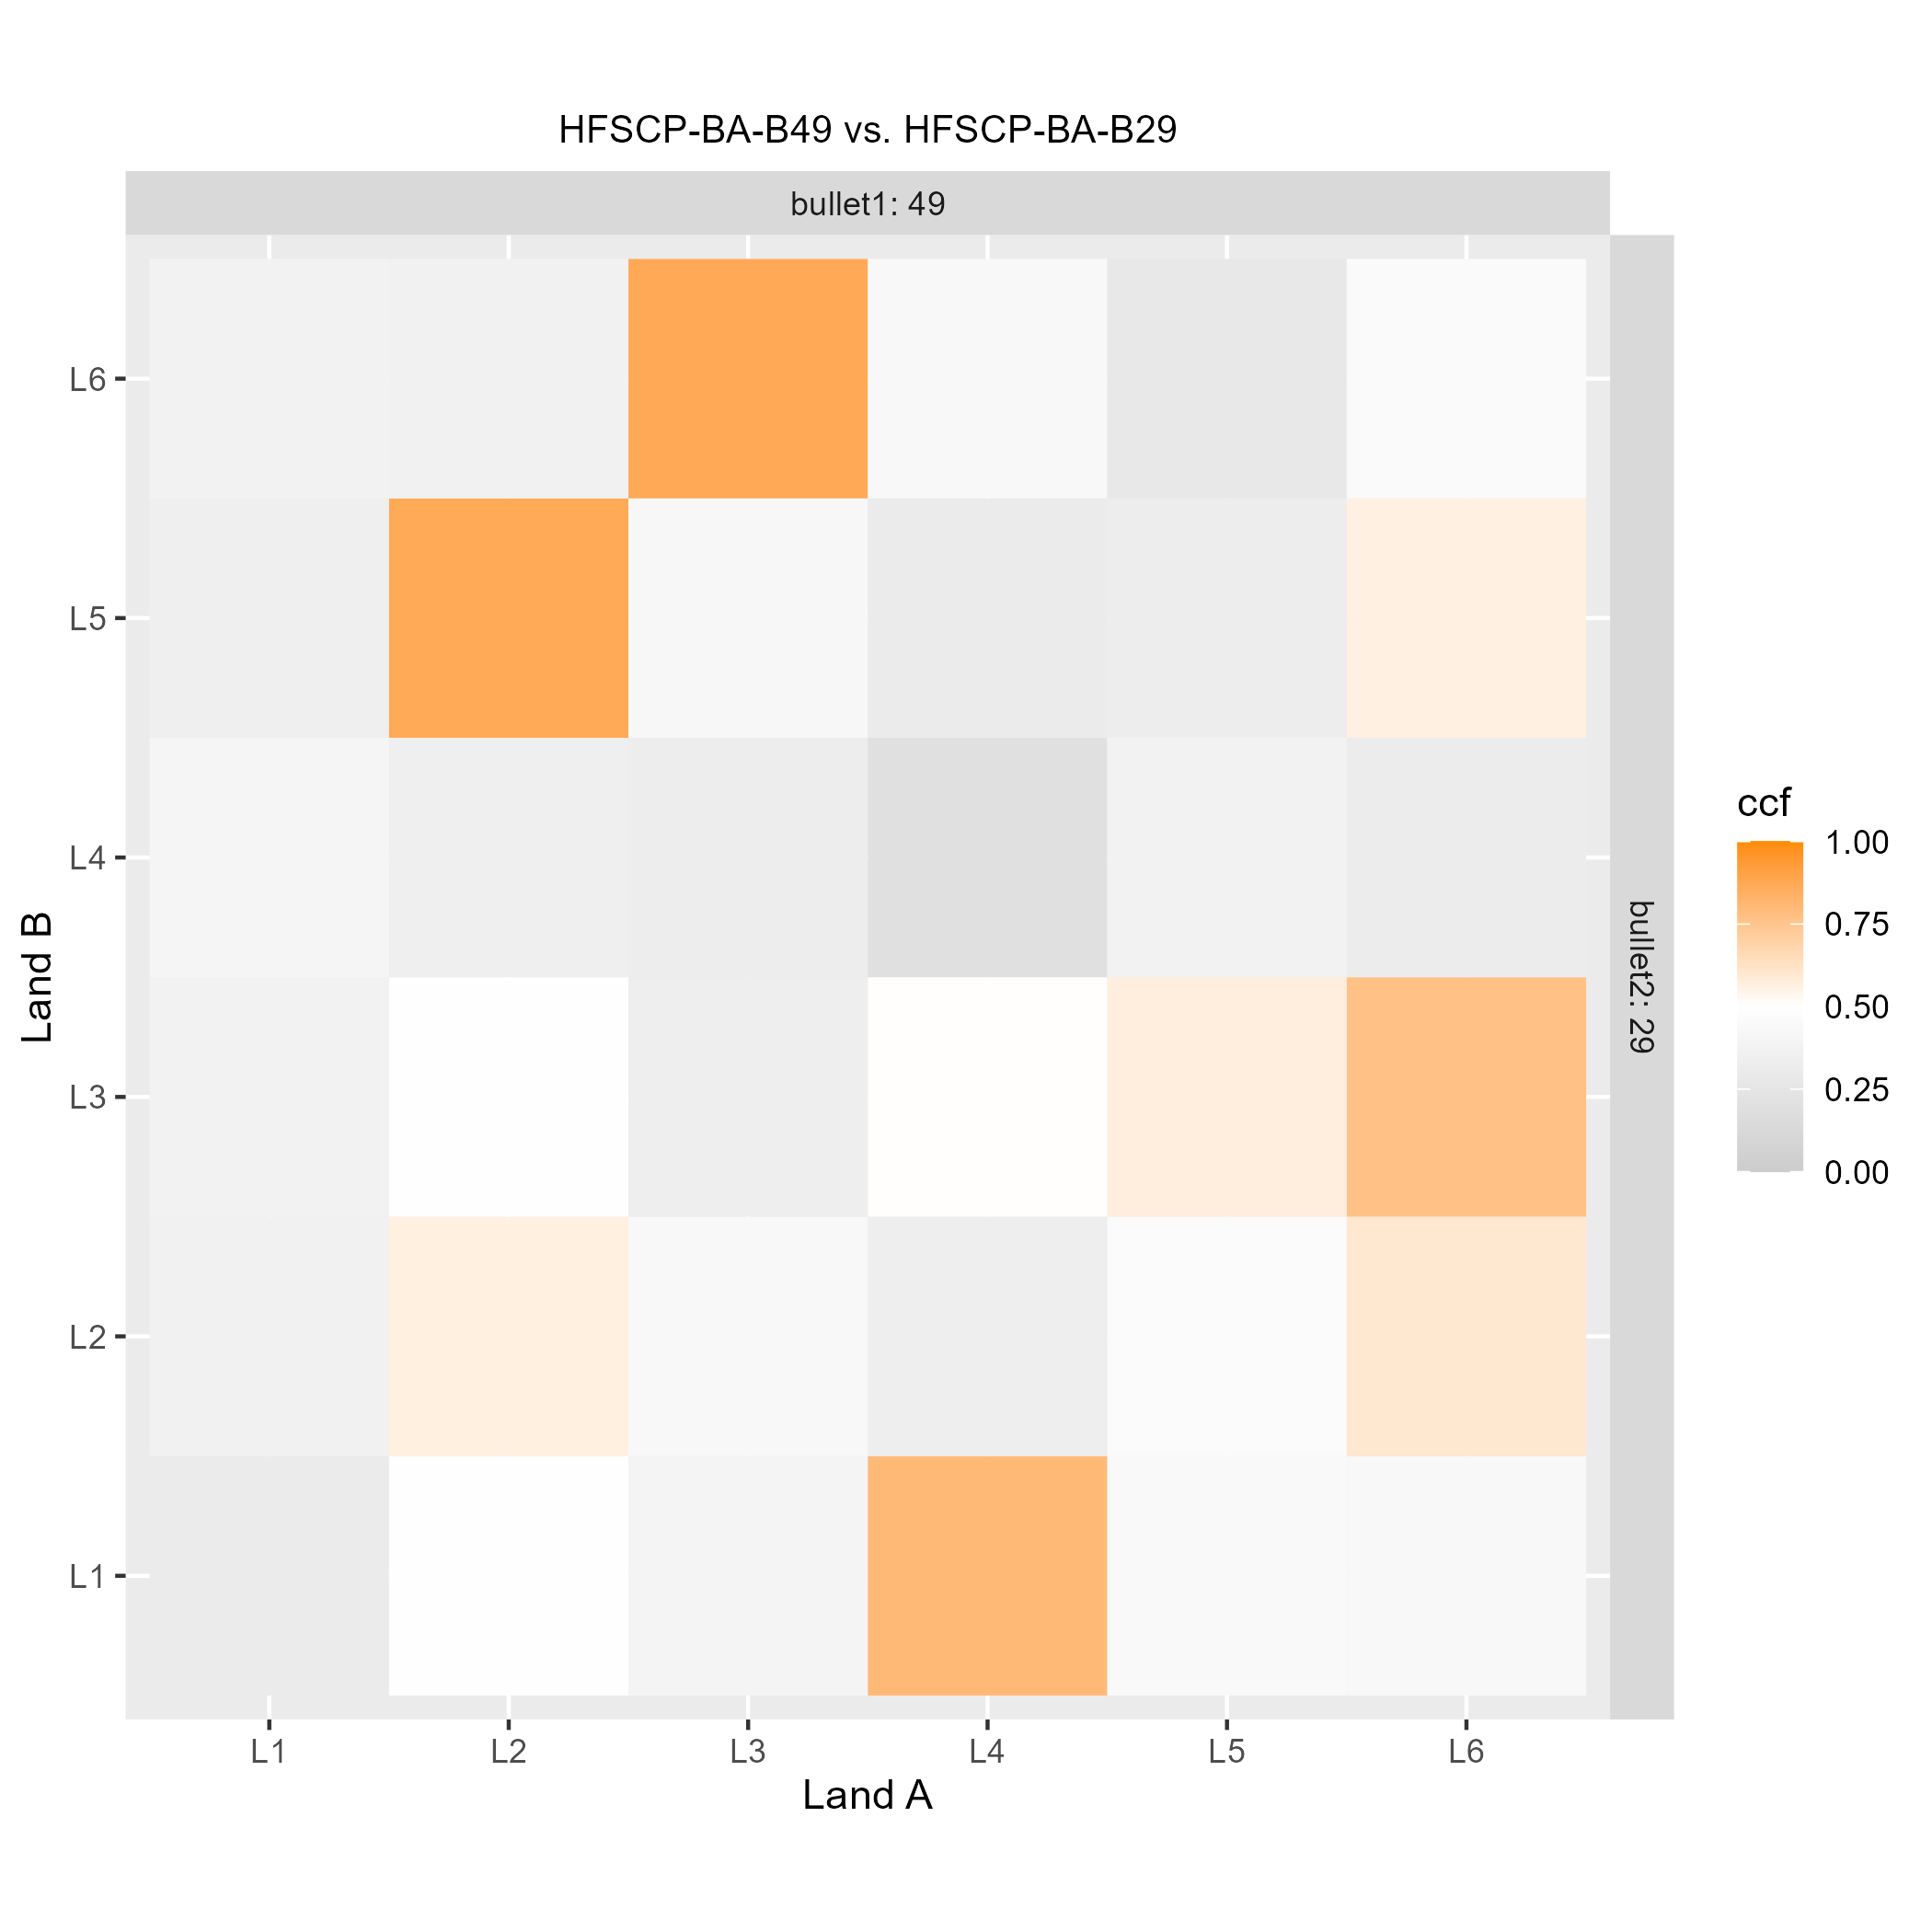 HFSCP-BA-B49 vs. HFSCP-BA-B29
bullet1: 49
L6
L5
L4
L3
L2
L1
Land B
bullet2: 29
L1 L2 L3 L4 L5 L6
Land A
ccf
1.00
0.75
0.50
0.25
0.00